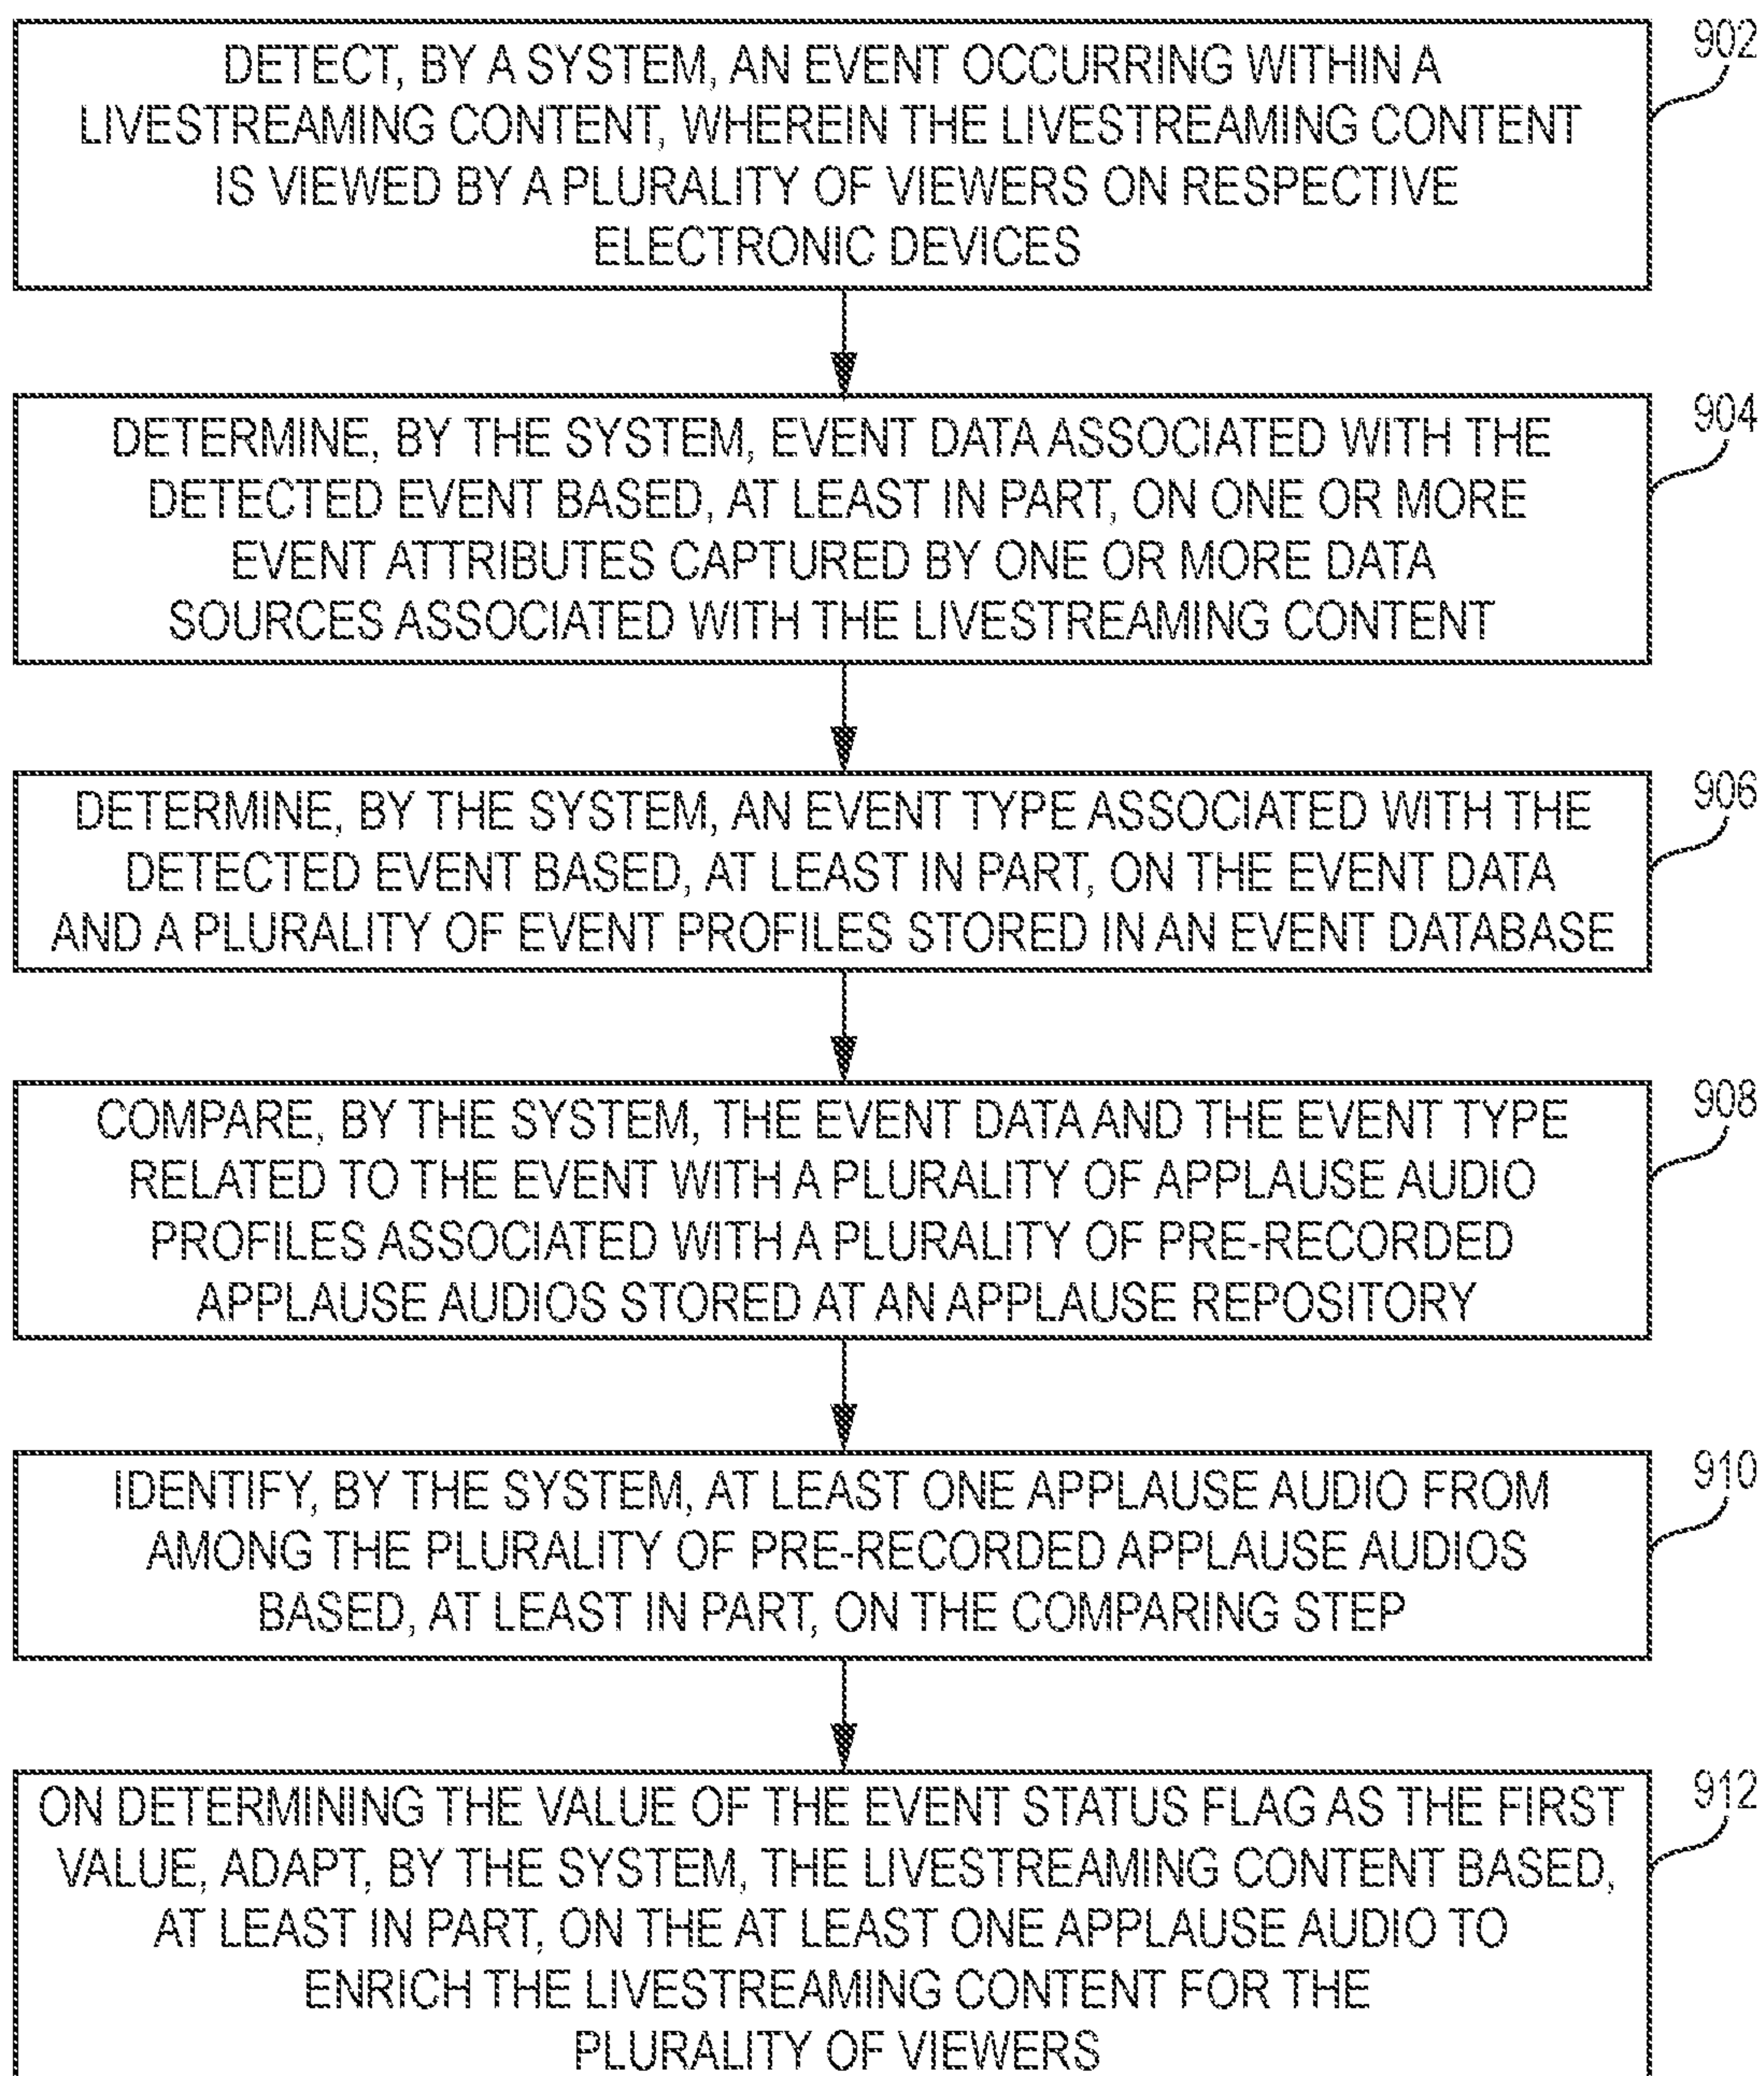 DETECT, BY A SYSTEM, AN EVENT OCCURRING WITHIN A
LIVESTREAMING CONTENT, WHEREIN THE LIVESTREAMING CONTENT
IS VIEWED BY A PLURALITY OF VIEWERS ON RESPECTIVE
ELECTRONIC DEVICES
902
DETERMINE, BY THE SYSTEM, EVENT DATA ASSOCIATED WITH THE
DETECTED EVENT BASED, AT LEAST IN PART, ON ONE OR MORE
EVENT ATTRIBUTES CAPTURED BY ONE OR MORE DATA
SOURCES ASSOCIATED WITH THE LIVESTREAMING CONTENT
904
DETERMINE, BY THE SYSTEM, AN EVENT TYPE ASSOCIATED WITH THE
DETECTED EVENT BASED, AT LEAST IN PART, ON THE EVENT DATA
AND A PLURALITY OF EVENT PROFILES STORED IN AN EVENT DATABASE
906
COMPARE, BY THE SYSTEM, THE EVENT DATA AND THE EVENT TYPE
RELATED TO THE EVENT WITH A PLURALITY OF APPLAUSE AUDIO
PROFILES ASSOCIATED WITH A PLURALITY OF PRE-RECORDED
APPLAUSE AUDIOS STORED AT AN APPLAUSE REPOSITORY
908
IDENTIFY, BY THE SYSTEM, AT LEAST ONE APPLAUSE AUDIO FROM
AMONG THE PLURALITY OF PRE-RECORDED APPLAUSE AUDIOS
BASED, AT LEAST IN PART, ON THE COMPARING STEP
910
ON DETERMINING THE VALUE OF THE EVENT STATUS FLAG AS THE FIRST
VALUE, ADAPT, BY THE SYSTEM, THE LIVESTREAMING CONTENT BASED,
AT LEAST IN PART, ON THE AT LEAST ONE APPLAUSE AUDIO TO
ENRICH THE LIVESTREAMING CONTENT FOR THE
PLURALITY OF VIEWERS
912